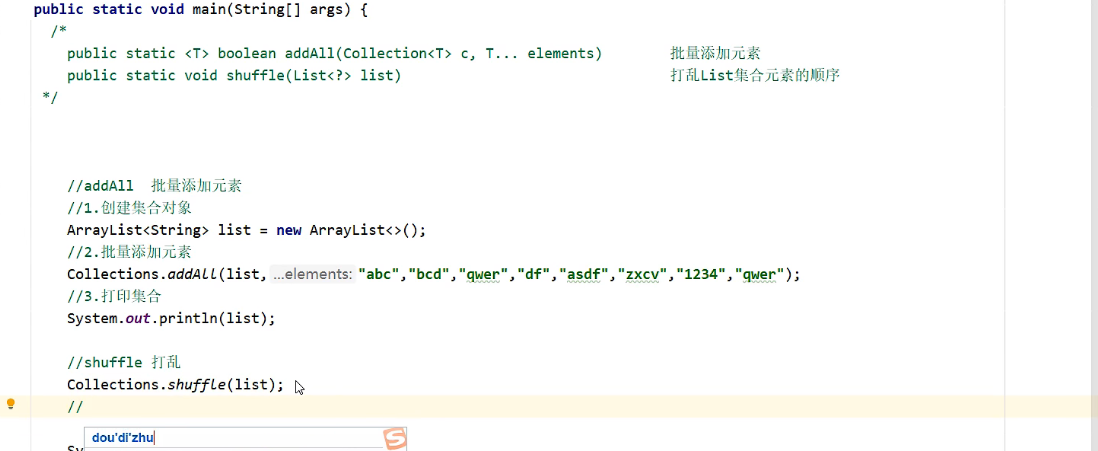 public static void main(String[] args) {
/*
public static <T> boolean addAll(Collection<T> c, T... elements) 批量添加元素
public static void shuffle(List<?> list) 打乱List集合元素的顺序
*/
//addAll 批量添加元素
//1.创建集合对象
ArrayList<String> list = new ArrayList<>();
//2.批量添加元素
Collections.addAll(list, ...elements: "abc","bcd","qwer","df","asdf","zxcv","1234","qwer");
//3.打印集合
System.out.println(list);
//shuffle 打乱
Collections.shuffle(list);
//
dou'di'zhu